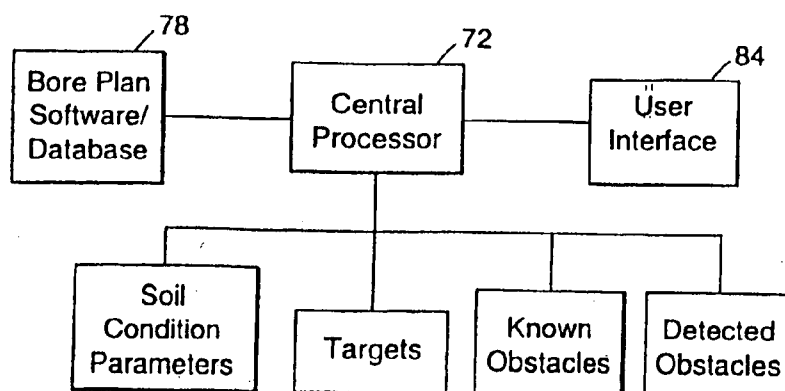 78
72
84
Bore Plan
Software/
Database
Central
Processor
User
Interface
Soil
Condition
Parameters
Targets
Known
Obstacles
Detected
Obstacles